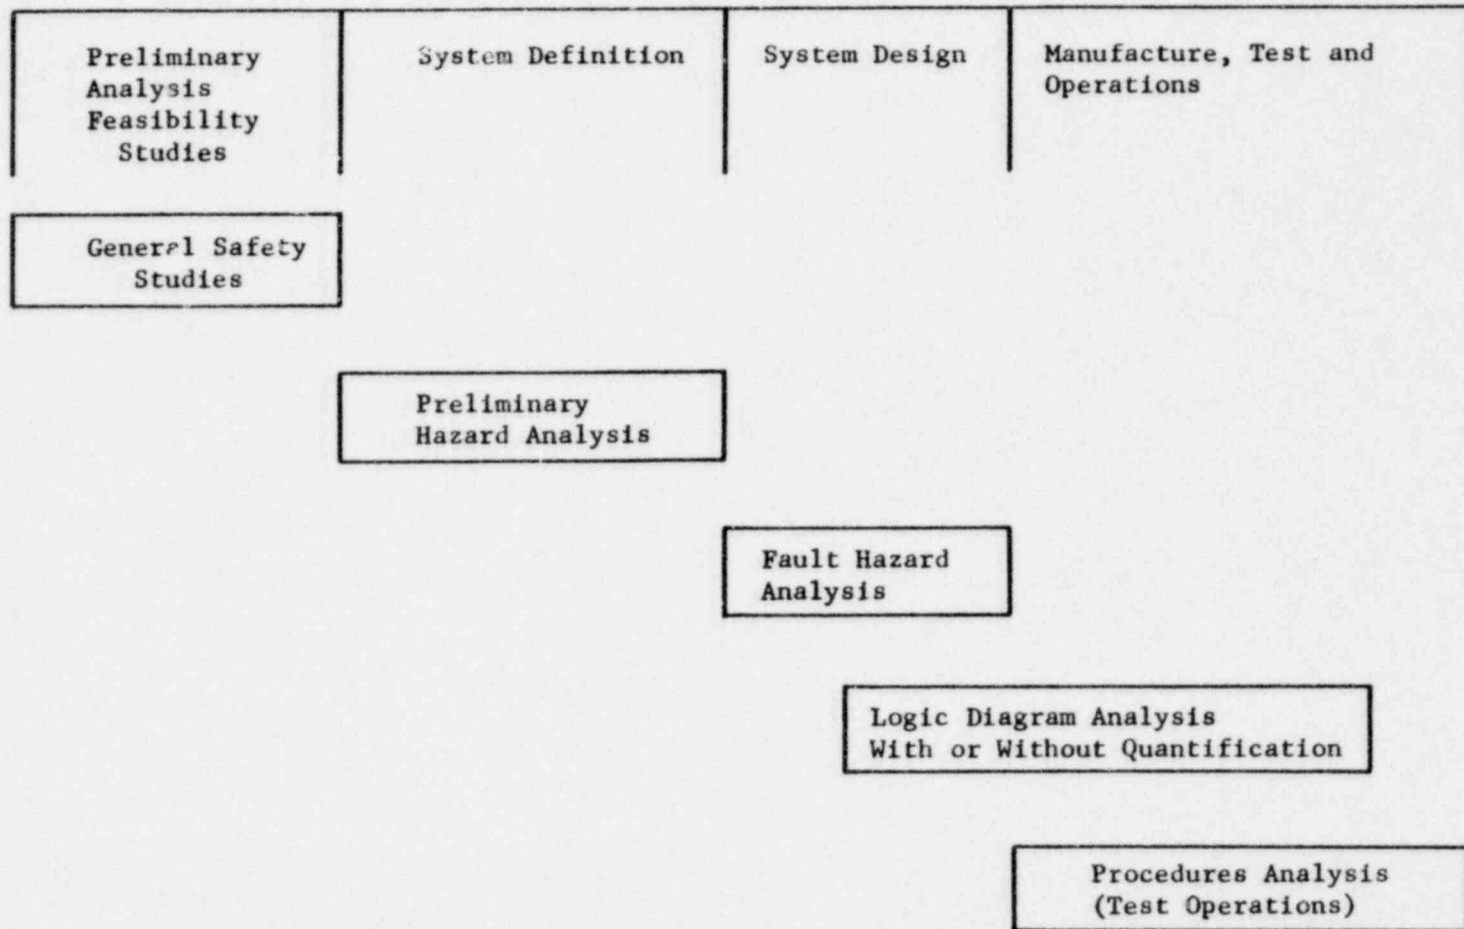 Preliminary
Analysis
Feasibility
Studies
System Definition
System Design
Manufacture, Test and
Operations
General Safety
Studies
Preliminary
Hazard Analysis
Fault Hazard
Analysis
Logic Diagram Analysis
With or Without Quantification
Procedures Analysis
(Test Operations)